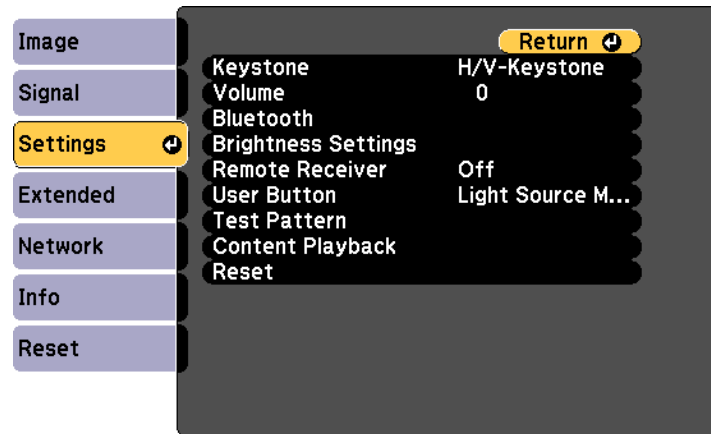 Image
Signal
Settings
Extended
Network
Info
Reset
Return
Keystone H/V-Keystone
Volume 0
Bluetooth
Brightness Settings
Remote Receiver Off
User Button Light Source M...
Test Pattern
Content Playback
Reset